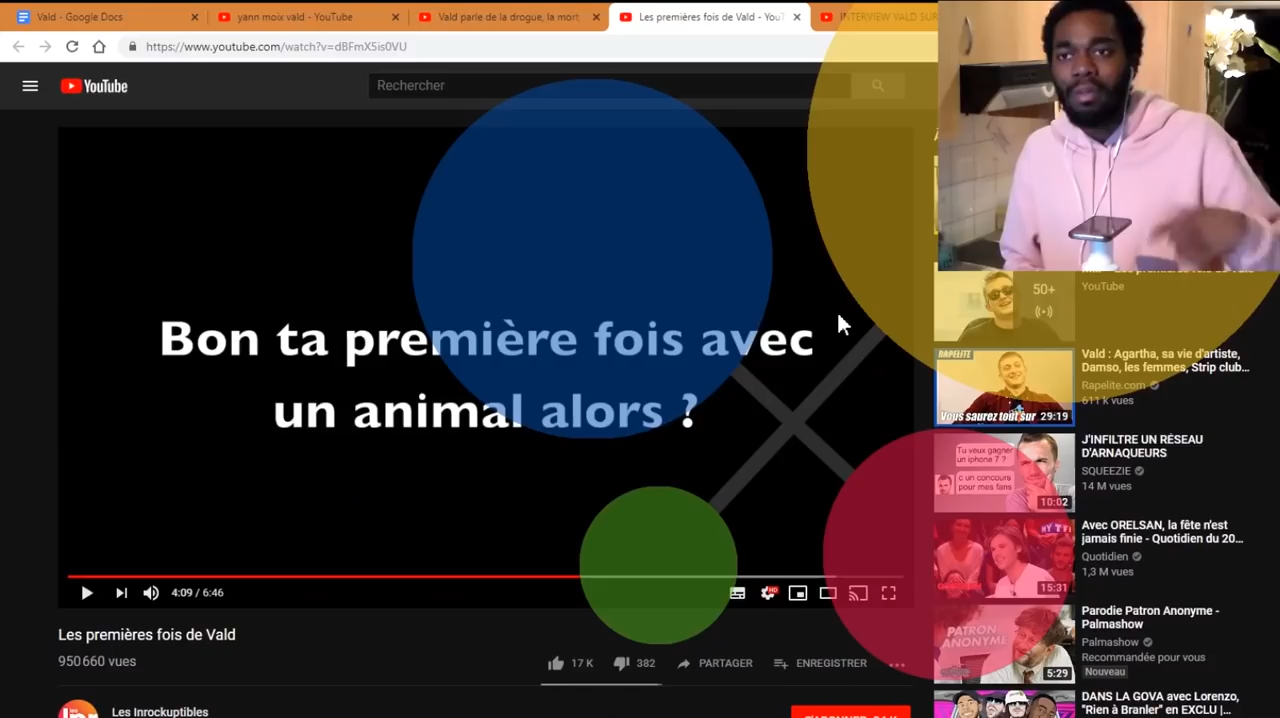 Vald - Google Docs
yann moix vald - YouTube
Vald parle de la drogue, la mort,
Les premières fois de Vald - YouT
INTERVIEW VALD SUR
https://www.youtube.com/watch?v=dBFmX5is0VU
YouTube
Rechercher
Bon ta première fois avec
un animal alors ?
50+
YouTube
RAPELITE
Vous saurez tout sur
29:19
Vald : Agartha, sa vie d'artiste,
Damso, les femmes, Strip club...
Rapelite.com
611 k vues
Tu veux gagner
un iphone 7 ?
c un concours
pour mes fans
10:02
J'INFILTRE UN RÉSEAU
D'ARNAQUEURS
SQUEEZIE
14 M vues
15:31
Avec ORELSAN, la fête n'est
jamais finie - Quotidien du 20...
Quotidien
1,3 M vues
PATRON
ANONYME
5:29
Parodie Patron Anonyme -
Palmashow
Palmashow
Recommandée pour vous
Nouveau
DANS LA GOVA avec Lorenzo,
"Rien à Branler" en EXCLU |...
4:09 / 6:46
HD
Les premières fois de Vald
950 660 vues
17 K
382
PARTAGER
ENREGISTRER
Les Inrockuptibles